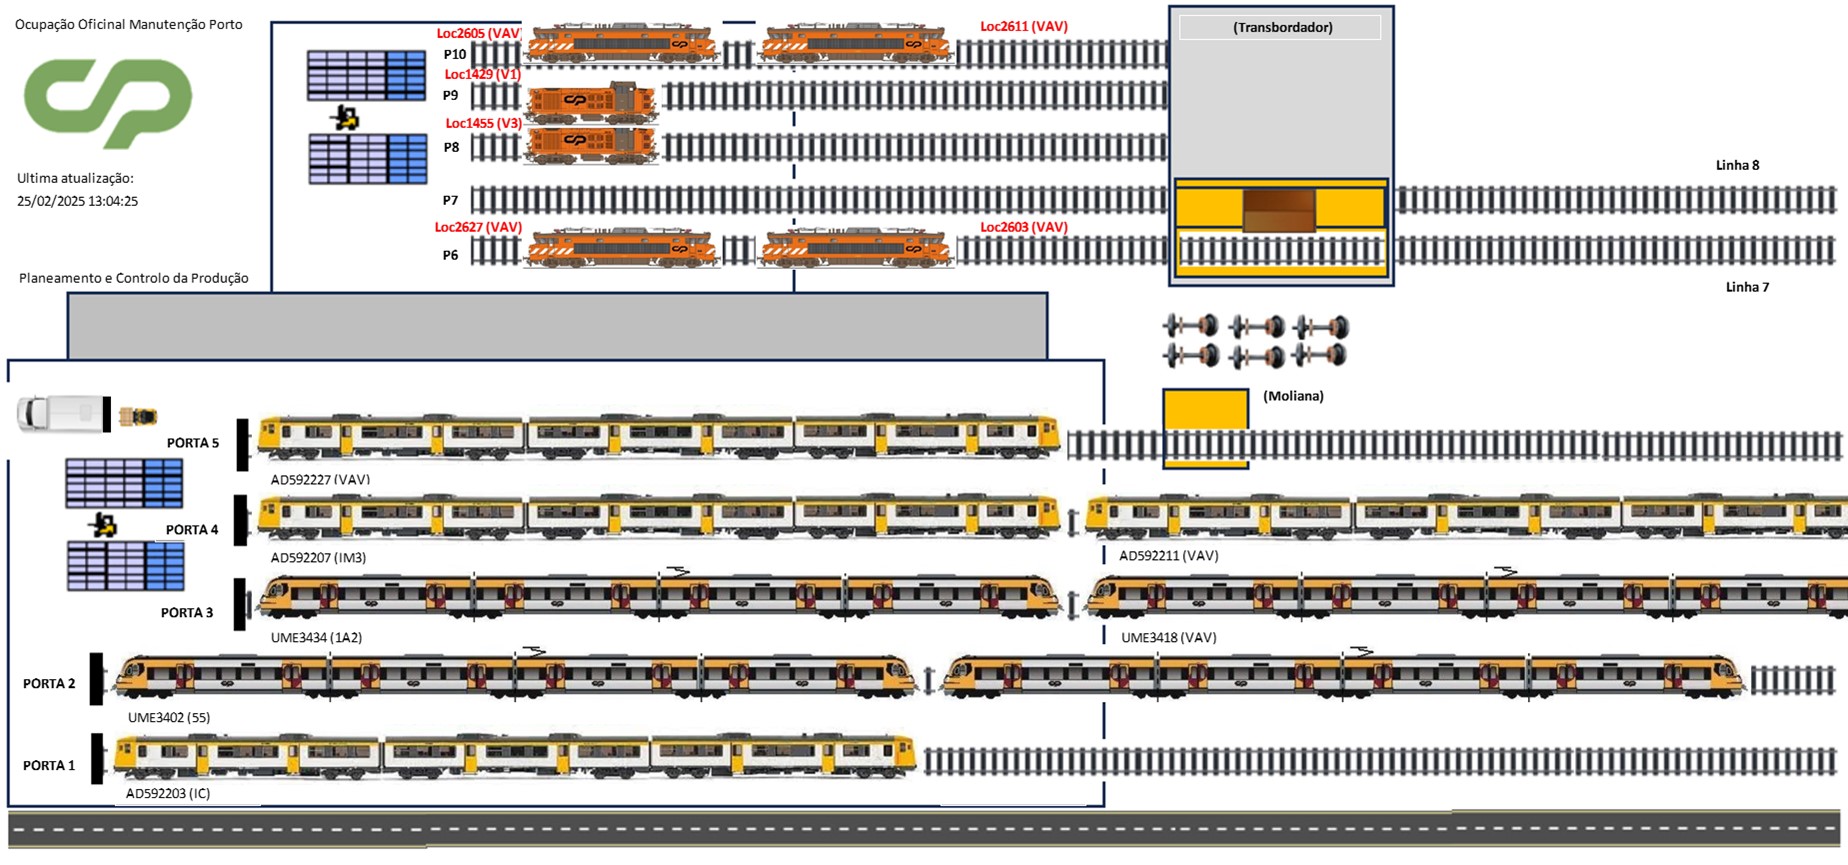 Ocupação Oficinal Manutenção Porto
Loc2605 (VAV)
Loc2611 (VAV)
(Transbordador)
P10
Loc1429 (V1)
P9
Loc1455 (V3)
P8
Linha 8
Ultima atualização:
25/02/2025 13:04:25
P7
Loc2627 (VAV)
Loc2603 (VAV)
P6
Planeamento e Controlo da Produção
Linha 7
(Moliana)
PORTA 5
AD592227 (VAV)
PORTA 4
AD592207 (IM3)
AD592211 (VAV)
PORTA 3
UME3434 (1A2)
UME3418 (VAV)
PORTA 2
UME3402 (55)
PORTA 1
AD592203 (IC)